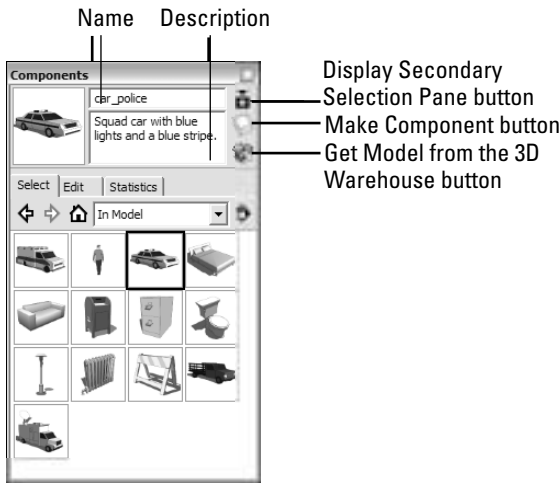 Name Description
Components
car_police
Squad car with blue
lights and a blue stripe.
Display Secondary
Selection Pane button
Make Component button
Get Model from the 3D
Warehouse button
Select Edit Statistics
In Model